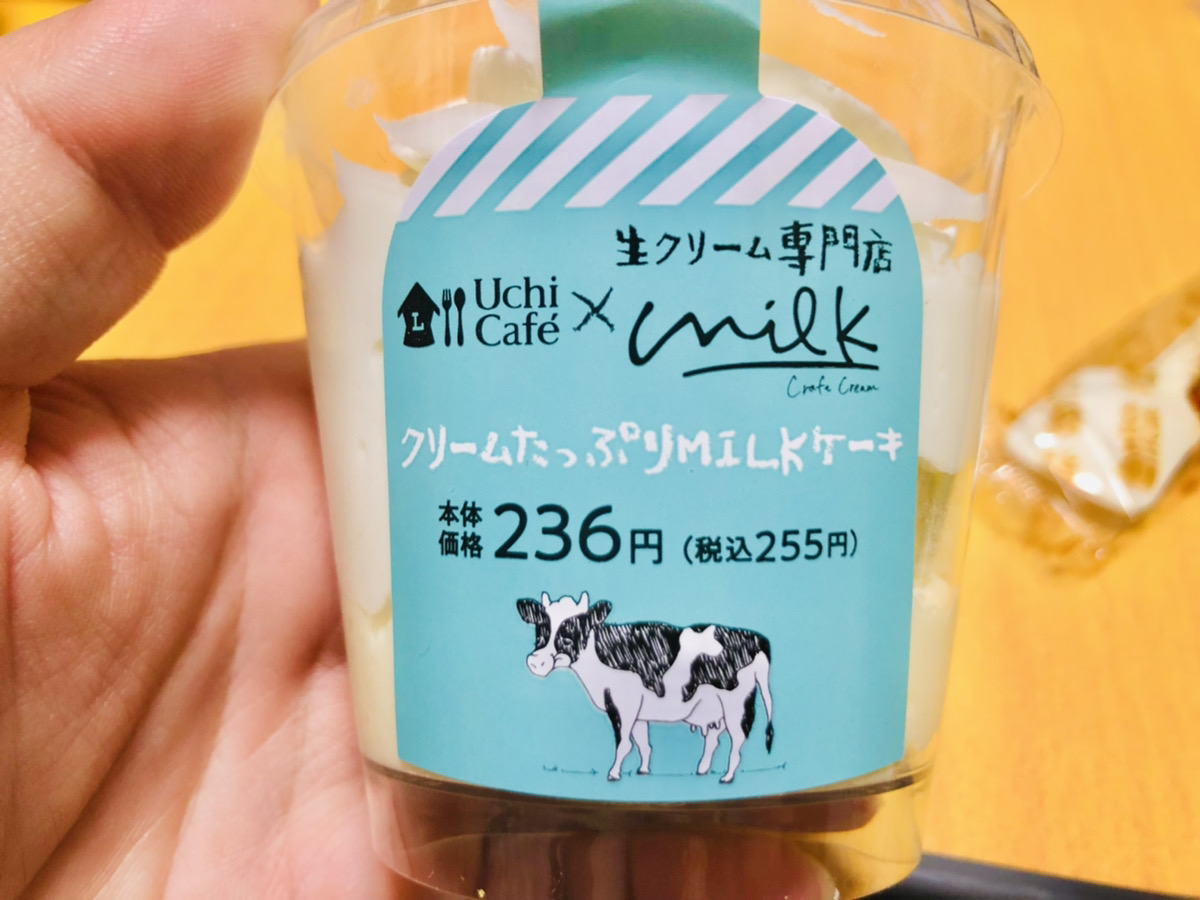 生クリーム専門店
L
Uchi Café × milk
Crafe Cream
クリームたっぷりMILKケーキ
本体価格 236円 (税込255円)